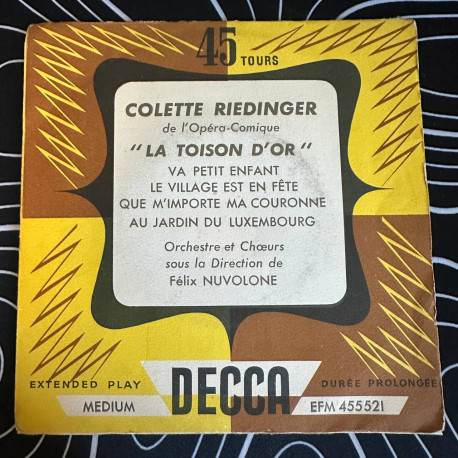 45 TOURS
COLETTE RIEDINGER
de l'Opéra-Comique
"LA TOISON D'OR"
VA PETIT ENFANT
LE VILLAGE EST EN FÊTE
QUE M'IMPORTE MA COURONNE
AU JARDIN DU LUXEMBOURG
Orchestre et Chœurs
sous la Direction de
Félix NUVOLONE
EXTENDED PLAY DECCA DURÉE PROLONGÉE
MEDIUM EFM 455521